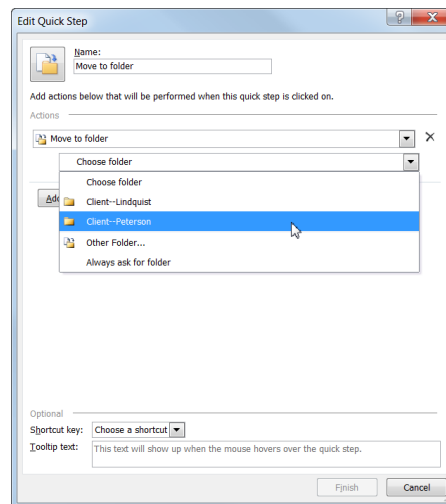 Edit Quick Step
Name:
Move to folder
Add actions below that will be performed when this quick step is clicked on.
Actions
Move to folder
Choose folder
Choose folder
Add
Client--Lindquist
Client--Peterson
Other Folder...
Always ask for folder
Optional
Shortcut key: Choose a shortcut
Tooltip text: This text will show up when the mouse hovers over the quick step.
Finish Cancel